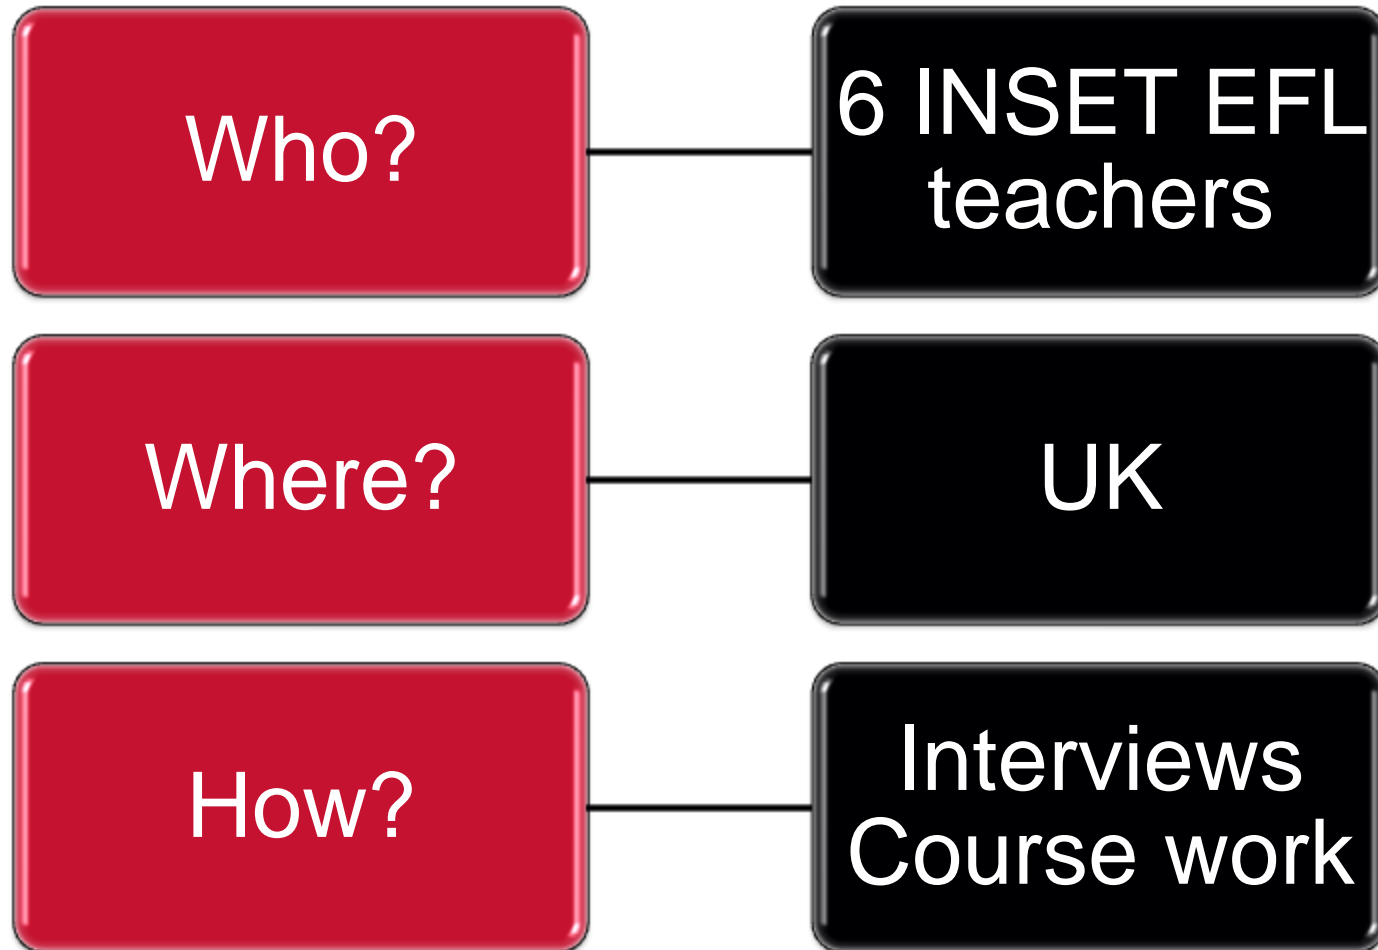 Who?
6 INSET EFL
teachers
Where?
UK
How?
Interviews
Course work